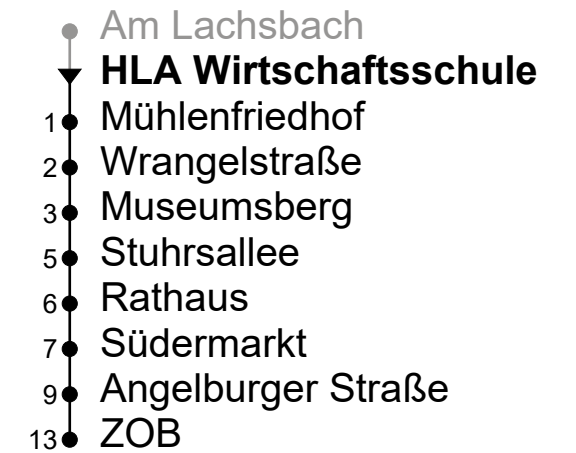 Am Lachsbach
HLA Wirtschaftsschule
1 Mühlenfriedhof
2 Wrangelstraße
3 Museumsberg
5 Stuhrsallee
6 Rathaus
7 Südermarkt
9 Angelburger Straße
13 ZOB